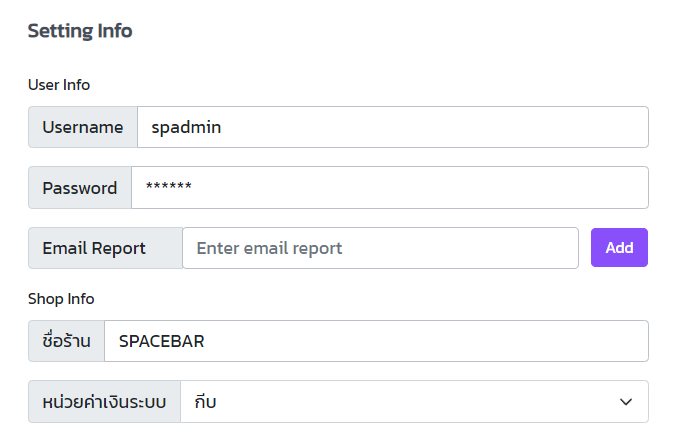 Setting Info
User Info
Username spadmin
Password ******
Email Report Enter email report Add
Shop Info
ชื่อร้าน SPACEBAR
หน่วยค่าเงินระบบ กีบ